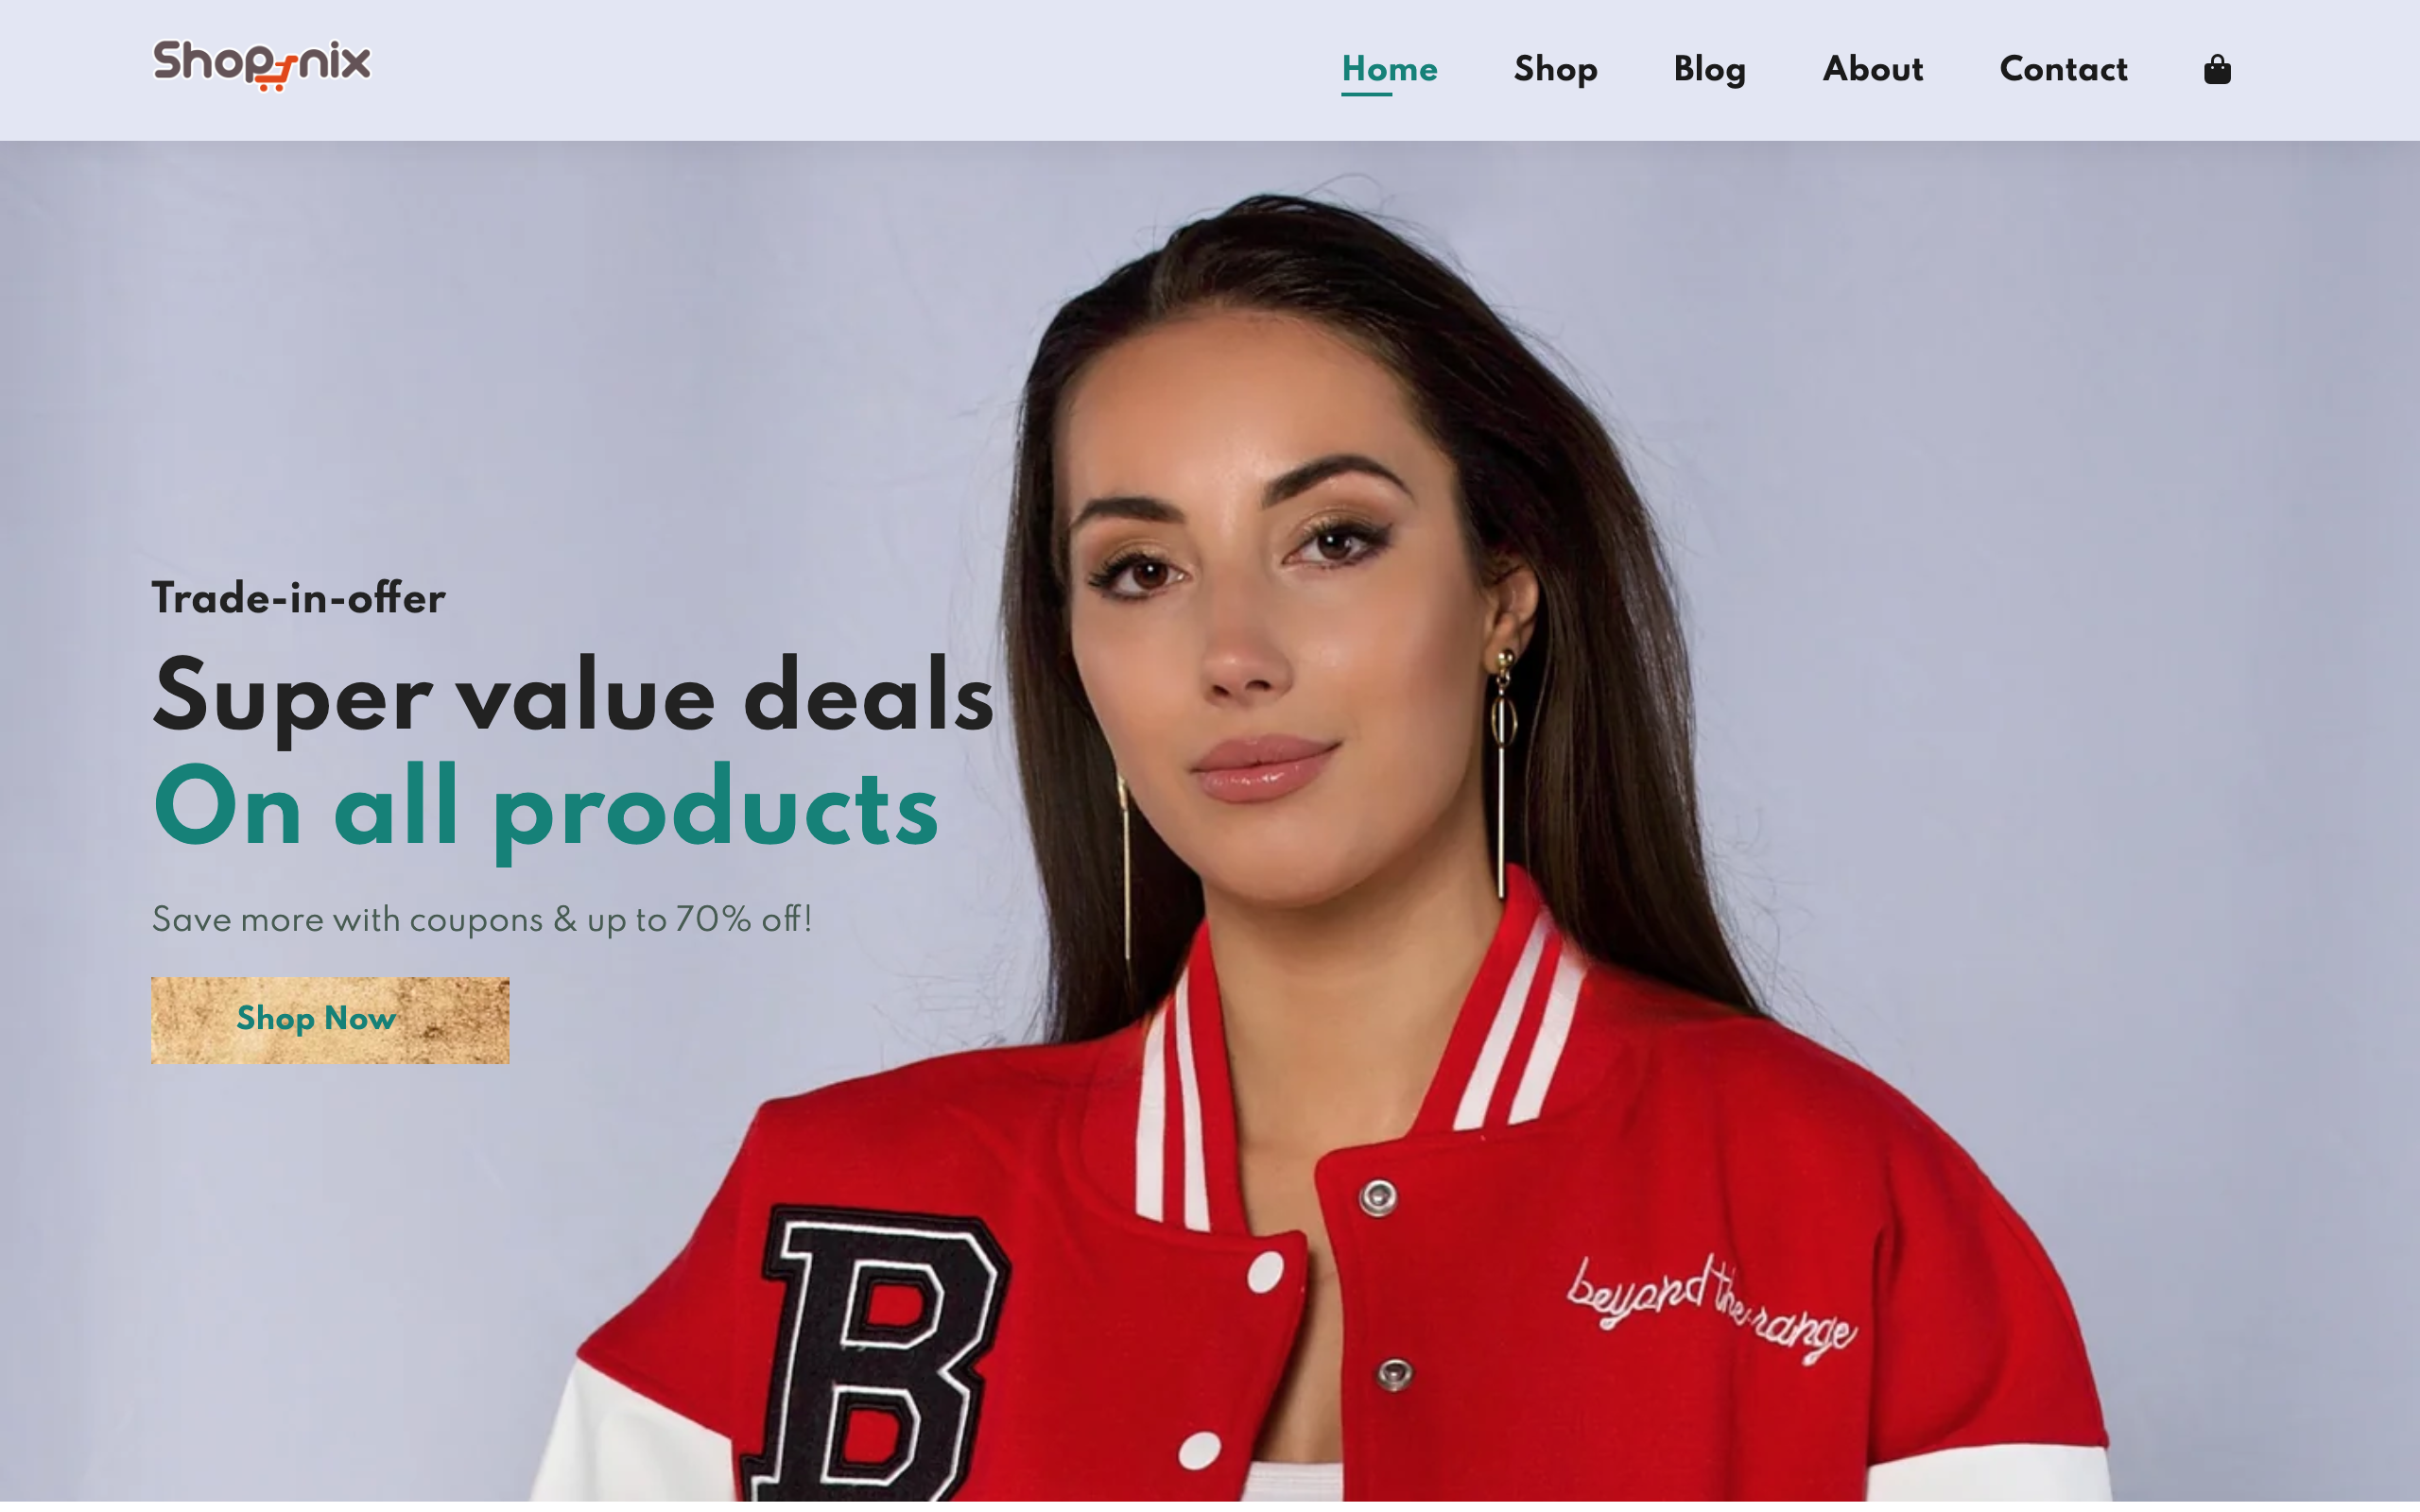 Shopnix
Home Shop Blog About Contact
Trade-in-offer
Super value deals
On all products
Save more with coupons & up to 70% off!
Shop Now
B
beyond the range